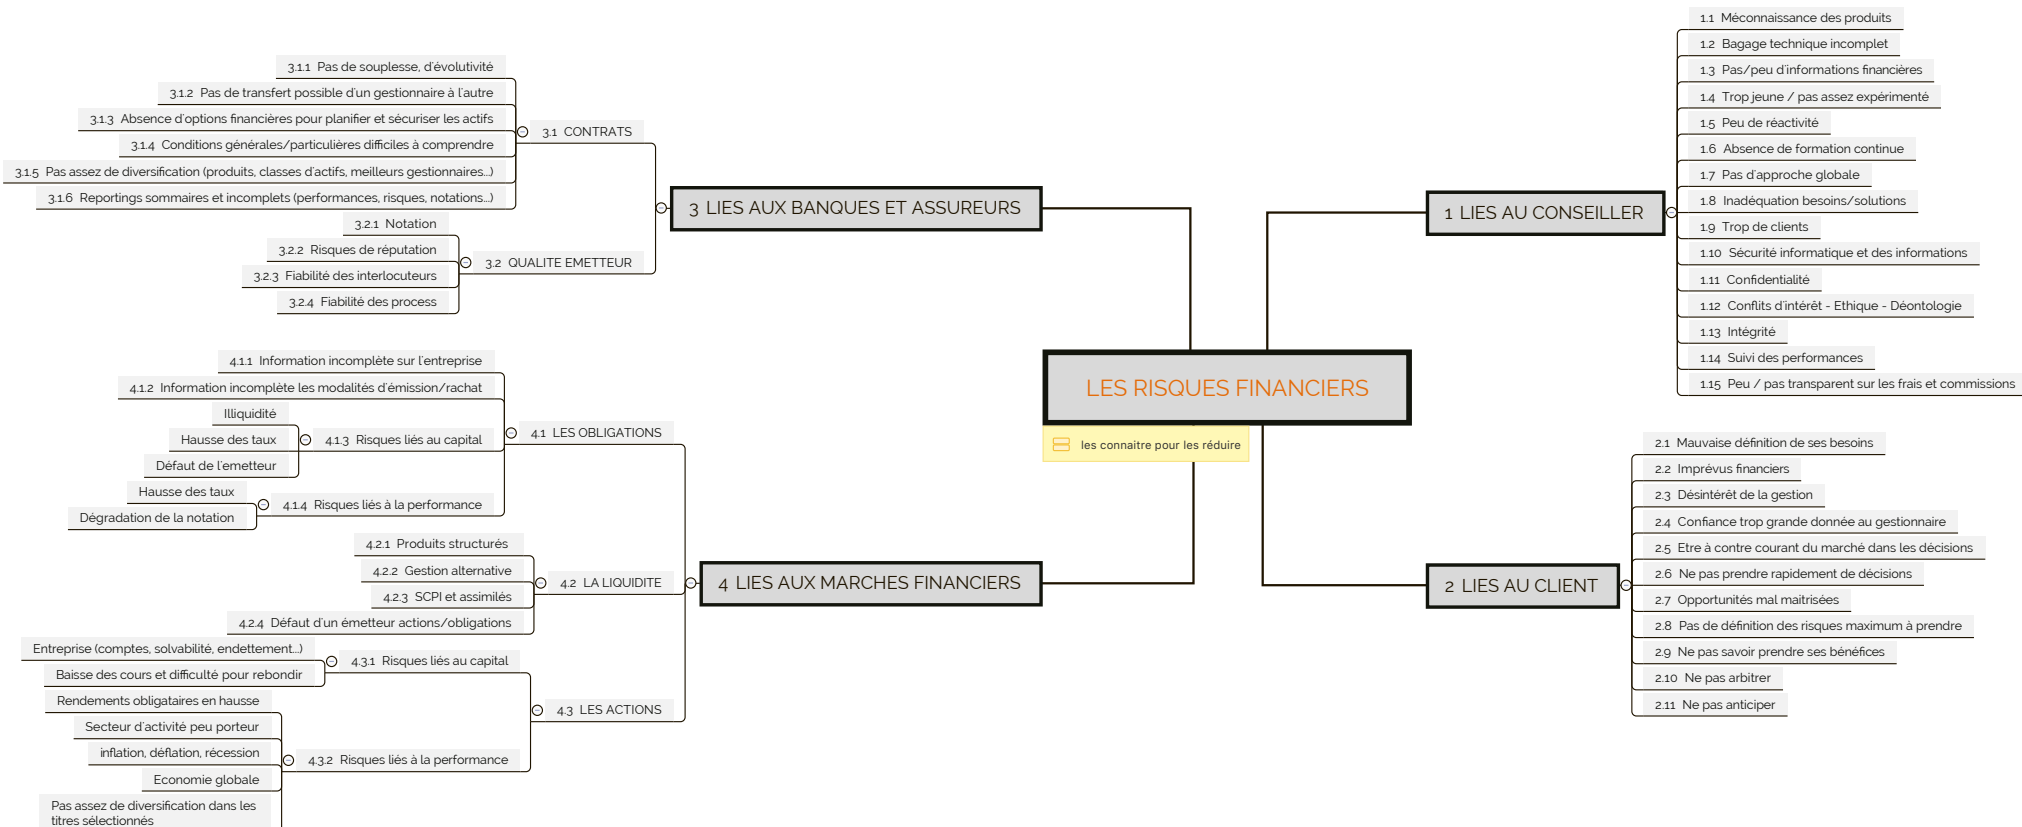 LES RISQUES FINANCIERS
les connaitre pour les réduire
1 LIES AU CONSEILLER
1.1 Méconnaissance des produits
1.2 Bagage technique incomplet
1.3 Pas/peu d'informations financières
1.4 Trop jeune / pas assez expérimenté
1.5 Peu de réactivité
1.6 Absence de formation continue
1.7 Pas d'approche globale
1.8 Inadéquation besoins/solutions
1.9 Trop de clients
1.10 Sécurité informatique et des informations
1.11 Confidentialité
1.12 Conflits d'intérêt - Ethique - Déontologie
1.13 Intégrité
1.14 Suivi des performances
1.15 Peu / pas transparent sur les frais et commissions
2 LIES AU CLIENT
2.1 Mauvaise définition de ses besoins
2.2 Imprévus financiers
2.3 Désintérêt de la gestion
2.4 Confiance trop grande donnée au gestionnaire
2.5 Etre à contre courant du marché dans les décisions
2.6 Ne pas prendre rapidement de décisions
2.7 Opportunités mal maitrisées
2.8 Pas de définition des risques maximum à prendre
2.9 Ne pas savoir prendre ses bénéfices
2.10 Ne pas arbitrer
2.11 Ne pas anticiper
3 LIES AUX BANQUES ET ASSUREURS
3.1 CONTRATS
3.1.1 Pas de souplesse, d'évolutivité
3.1.2 Pas de transfert possible d'un gestionnaire à l'autre
3.1.3 Absence d'options financières pour planifier et sécuriser les actifs
3.1.4 Conditions générales/particulières difficiles à comprendre
3.1.5 Pas assez de diversification (produits, classes d'actifs, meilleurs gestionnaires...)
3.1.6 Reportings sommaires et incomplets (performances, risques, notations...)
3.2 QUALITE EMETTEUR
3.2.1 Notation
3.2.2 Risques de réputation
3.2.3 Fiabilité des interlocuteurs
3.2.4 Fiabilité des process
4 LIES AUX MARCHES FINANCIERS
4.1 LES OBLIGATIONS
4.1.1 Information incomplète sur l'entreprise
4.1.2 Information incomplète les modalités d'émission/rachat
4.1.3 Risques liés au capital
Illiquidité
Hausse des taux
Défaut de l'emetteur
4.1.4 Risques liés à la performance
Hausse des taux
Dégradation de la notation
4.2 LA LIQUIDITE
4.2.1 Produits structurés
4.2.2 Gestion alternative
4.2.3 SCPI et assimilés
4.2.4 Défaut d'un émetteur actions/obligations
4.3 LES ACTIONS
4.3.1 Risques liés au capital
Entreprise (comptes, solvabilité, endettement...)
Baisse des cours et difficulté pour rebondir
4.3.2 Risques liés à la performance
Rendements obligataires en hausse
Secteur d'activité peu porteur
inflation, déflation, récession
Economie globale
Pas assez de diversification dans les
titres sélectionnés